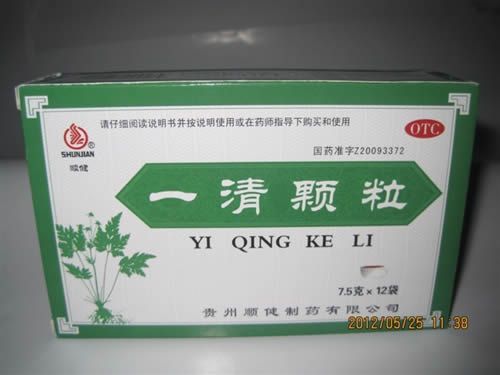 请仔细阅读说明书并按说明使用或在药师指导下购买和使用
OTC
SHUNJIAN
顺健
国药准字Z20093372
一清颗粒
YI QING KE LI
7.5克×12袋
贵州顺健制药有限公司
2012/05/25 11:38